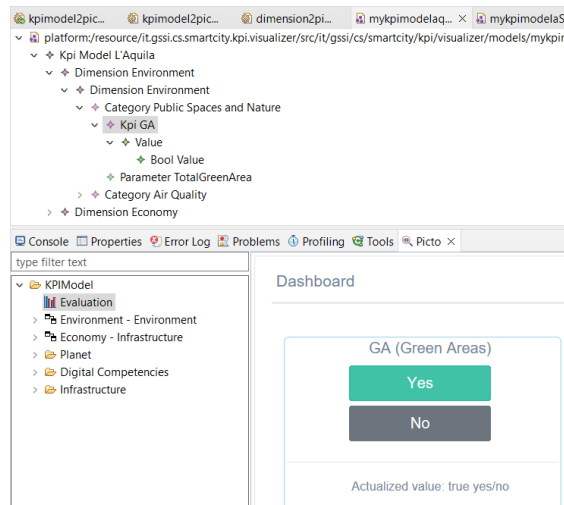 kpimodel2pic...
kpimodel2pic...
dimension2pi...
mykpimodelaq...
mykpimodelaS
platform:/resource/it.gssi.cs.smartcity.kpi.visualizer/src/it/gssi/cs/smartcity/kpi/visualizer/models/mykpi
Kpi Model L'Aquila
Dimension Environment
Dimension Environment
Category Public Spaces and Nature
Kpi GA
Value
Bool Value
Parameter TotalGreenArea
Category Air Quality
Dimension Economy
Console Properties Error Log Problems Profiling Tools Picto
type filter text
KPIModel
Evaluation
Environment - Environment
Economy - Infrastructure
Planet
Digital Competencies
Infrastructure
Dashboard
GA (Green Areas)
Yes
No
Actualized value: true yes/no